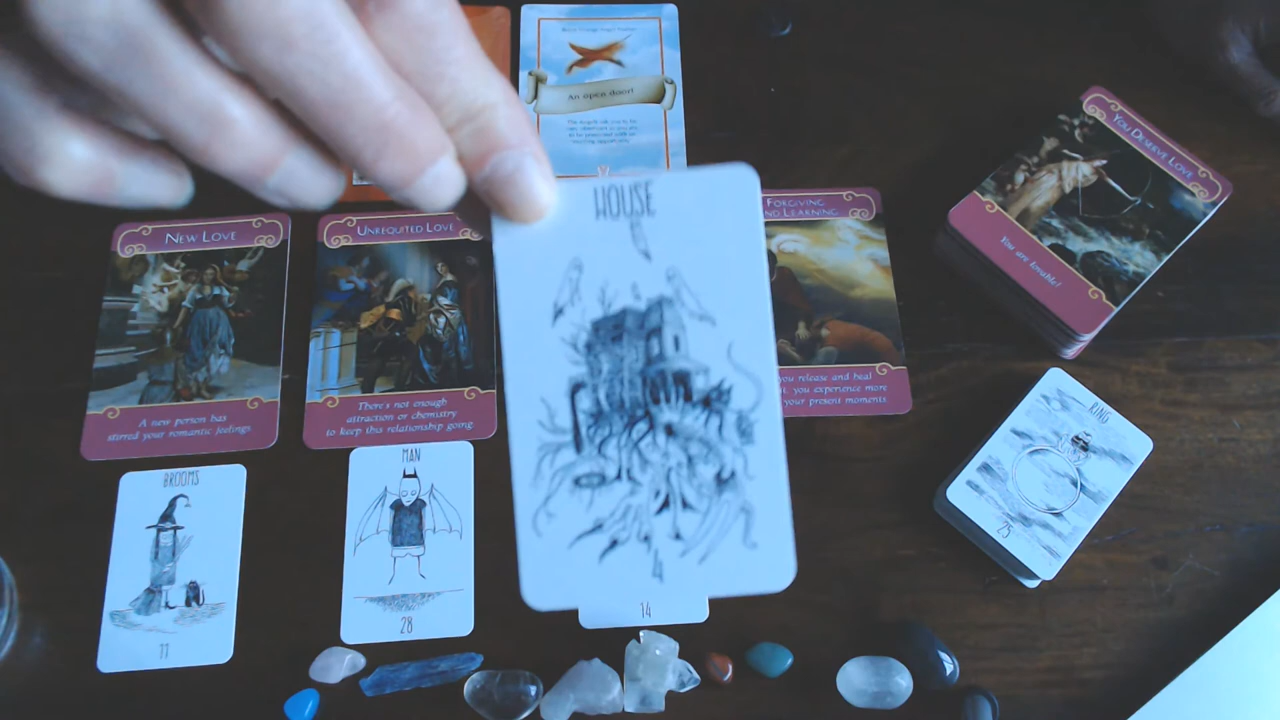 An open door!
HOUSE
4
NEW LOVE
A new person has
stirred your romantic feelings.
UNREQUITED LOVE
There's not enough
attraction or chemistry
to keep this relationship going.
FORGIVING
ND LEARNING
you release and heal
you experience more
your present moments.
YOU DESERVE LOVE
You are lovable!
BROOMS
11
MAN
28
14
RING
25